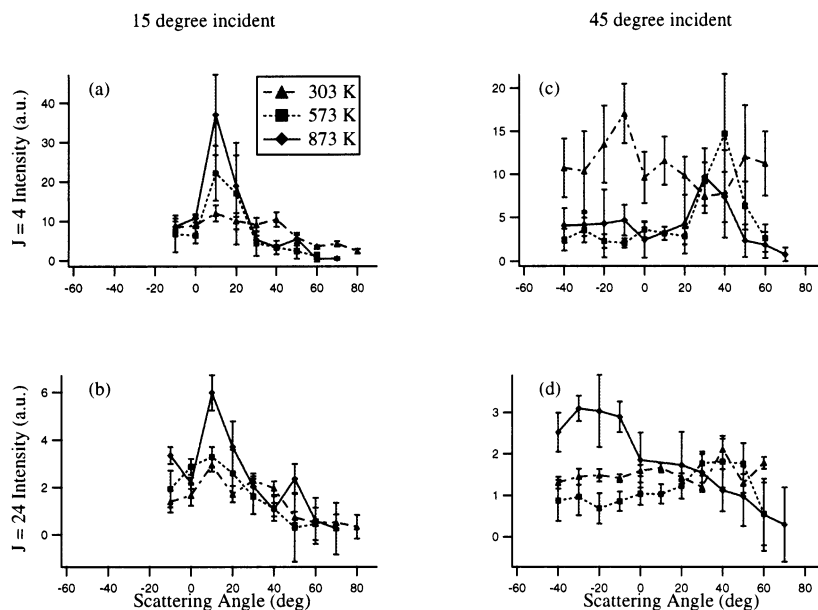 15 degree incident
45 degree incident
J = 4 Intensity (a.u.)
(a)
303 K
573 K
873 K
40
30
20
10
0
-60 -40 -20 0 20 40 60 80
(c)
20
15
10
5
0
-60 -40 -20 0 20 40 60 80
J = 24 Intensity (a.u.)
(b)
6
4
2
0
-60 -40 -20 0 20 40 60 80
Scattering Angle (deg)
(d)
3
2
1
0
-60 -40 -20 0 20 40 60 80
Scattering Angle (deg)